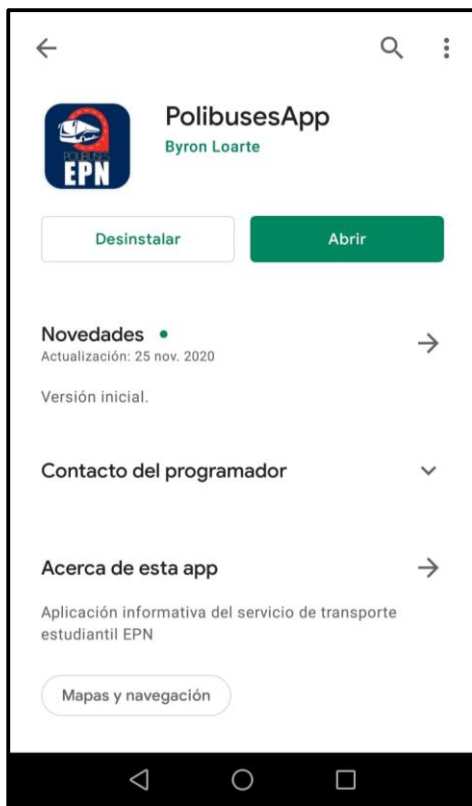 PolibusesApp
Byron Loarte
POLIBUSES
EPN
Desinstalar
Abrir
Novedades
Actualización: 25 nov. 2020
Versión inicial.
Contacto del programador
Acerca de esta app
Aplicación informativa del servicio de transporte
estudiantil EPN
Mapas y navegación